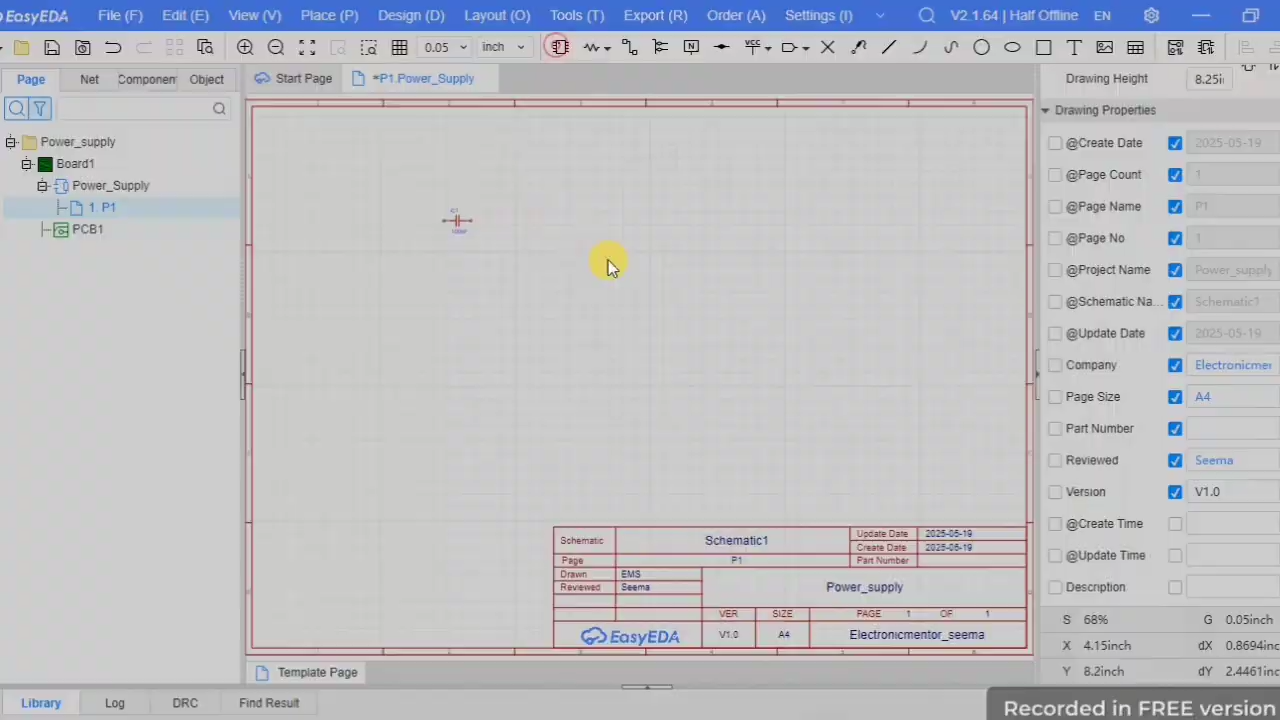 EasyEDA File (F) Edit (E) View (V) Place (P) Design (D) Layout (O) Tools (T) Export (R) Order (A) Settings (I) V2.1.64 | Half Offline EN
0.05 inch VCC
Page Net Componen Object
Start Page *P1.Power_Supply
Power_supply
Board1
Power_Supply
1. P1
PCB1
Schematic Schematic1 Update Date 2025-05-19
Create Date 2025-05-19
Page P1 Part Number
Drawn EMS
Reviewed Seema
Power_supply
VER SIZE PAGE 1 OF 1
EasyEDA V1.0 A4 Electronicmentor_seema
Template Page
Library Log DRC Find Result
Drawing Height 8.25i
Drawing Properties
@Create Date 2025-05-19
@Page Count 1
@Page Name P1
@Page No 1
@Project Name Power_supply
@Schematic Na... Schematic1
@Update Date 2025-05-19
Company Electronicmer
Page Size A4
Part Number
Reviewed Seema
Version V1.0
@Create Time
@Update Time
Description
S 68% G 0.05inch
X 4.15inch dX 0.8694inc
Y 8.2inch dY 2.4461inch
Recorded in FREE version